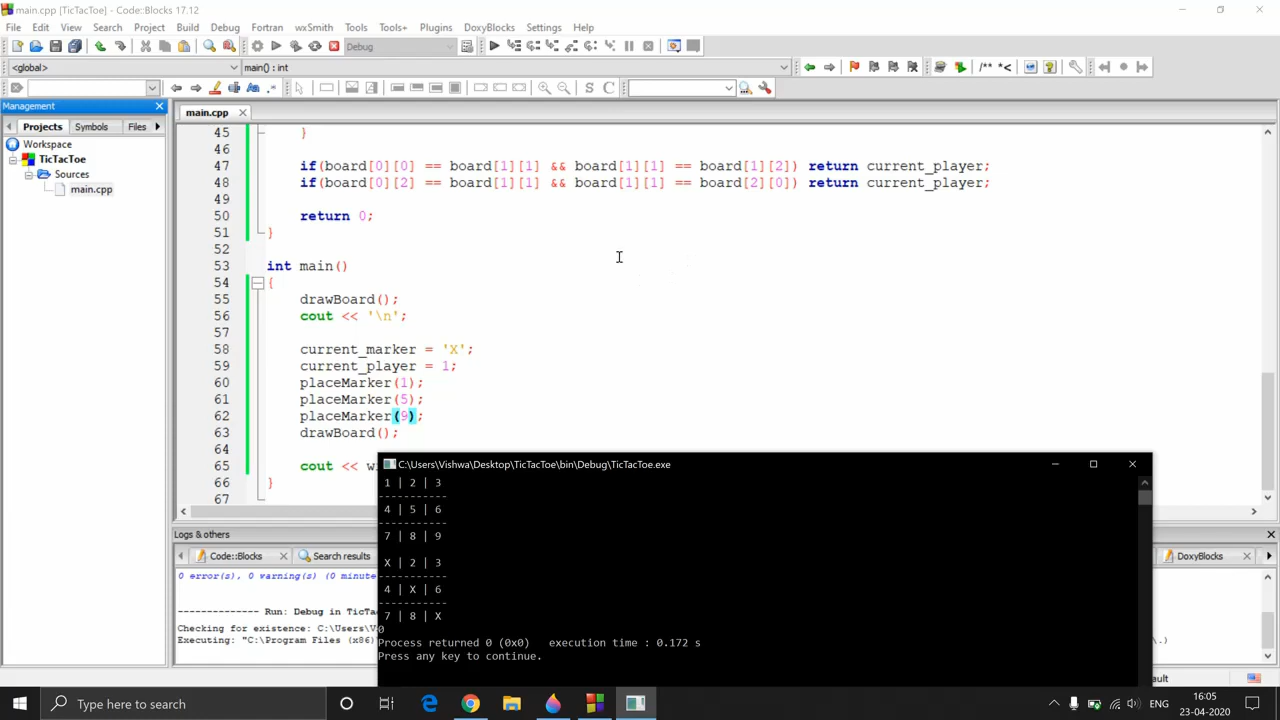 main.cpp [TicTacToe] - Code::Blocks 17.12
File Edit View Search Project Build Debug Fortran wxSmith Tools Tools+ Plugins DoxyBlocks Settings Help
Debug
<global> main() : int
/** *<
S C
Management
main.cpp
Projects Symbols Files
Workspace
TicTacToe
Sources
main.cpp
45 }
46
47 if(board[0][0] == board[1][1] && board[1][1] == board[1][2]) return current_player;
48 if(board[0][2] == board[1][1] && board[1][1] == board[2][0]) return current_player;
49
50 return 0;
51 }
52
53 int main()
54 {
55 drawBoard();
56 cout << '\n';
57
58 current_marker = 'X';
59 current_player = 1;
60 placeMarker(1);
61 placeMarker(5);
62 placeMarker(9);
63 drawBoard();
64
65 cout << wi
66 }
67
C:\Users\Vishwa\Desktop\TicTacToe\bin\Debug\TicTacToe.exe
1 | 2 | 3
-----------
4 | 5 | 6
-----------
7 | 8 | 9
X | 2 | 3
-----------
4 | X | 6
-----------
7 | 8 | X
0
Process returned 0 (0x0) execution time : 0.172 s
Press any key to continue.
Logs & others
Code::Blocks Search results DoxyBlocks
0 error(s), 0 warning(s) (0 minute
-------------- Run: Debug in TicTac
Checking for existence: C:\Users\Vi
Executing: "C:\Program Files (x86) .)
ault
Type here to search
ENG
16:05
23-04-2020